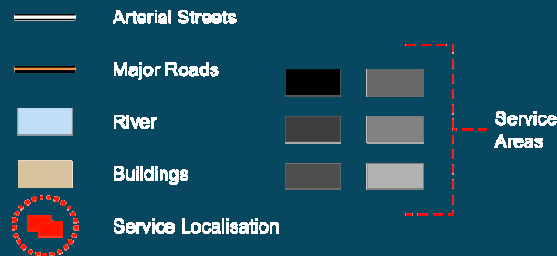 Arterial Streets
Major Roads
River
Buildings
Service Localisation
Service
Areas